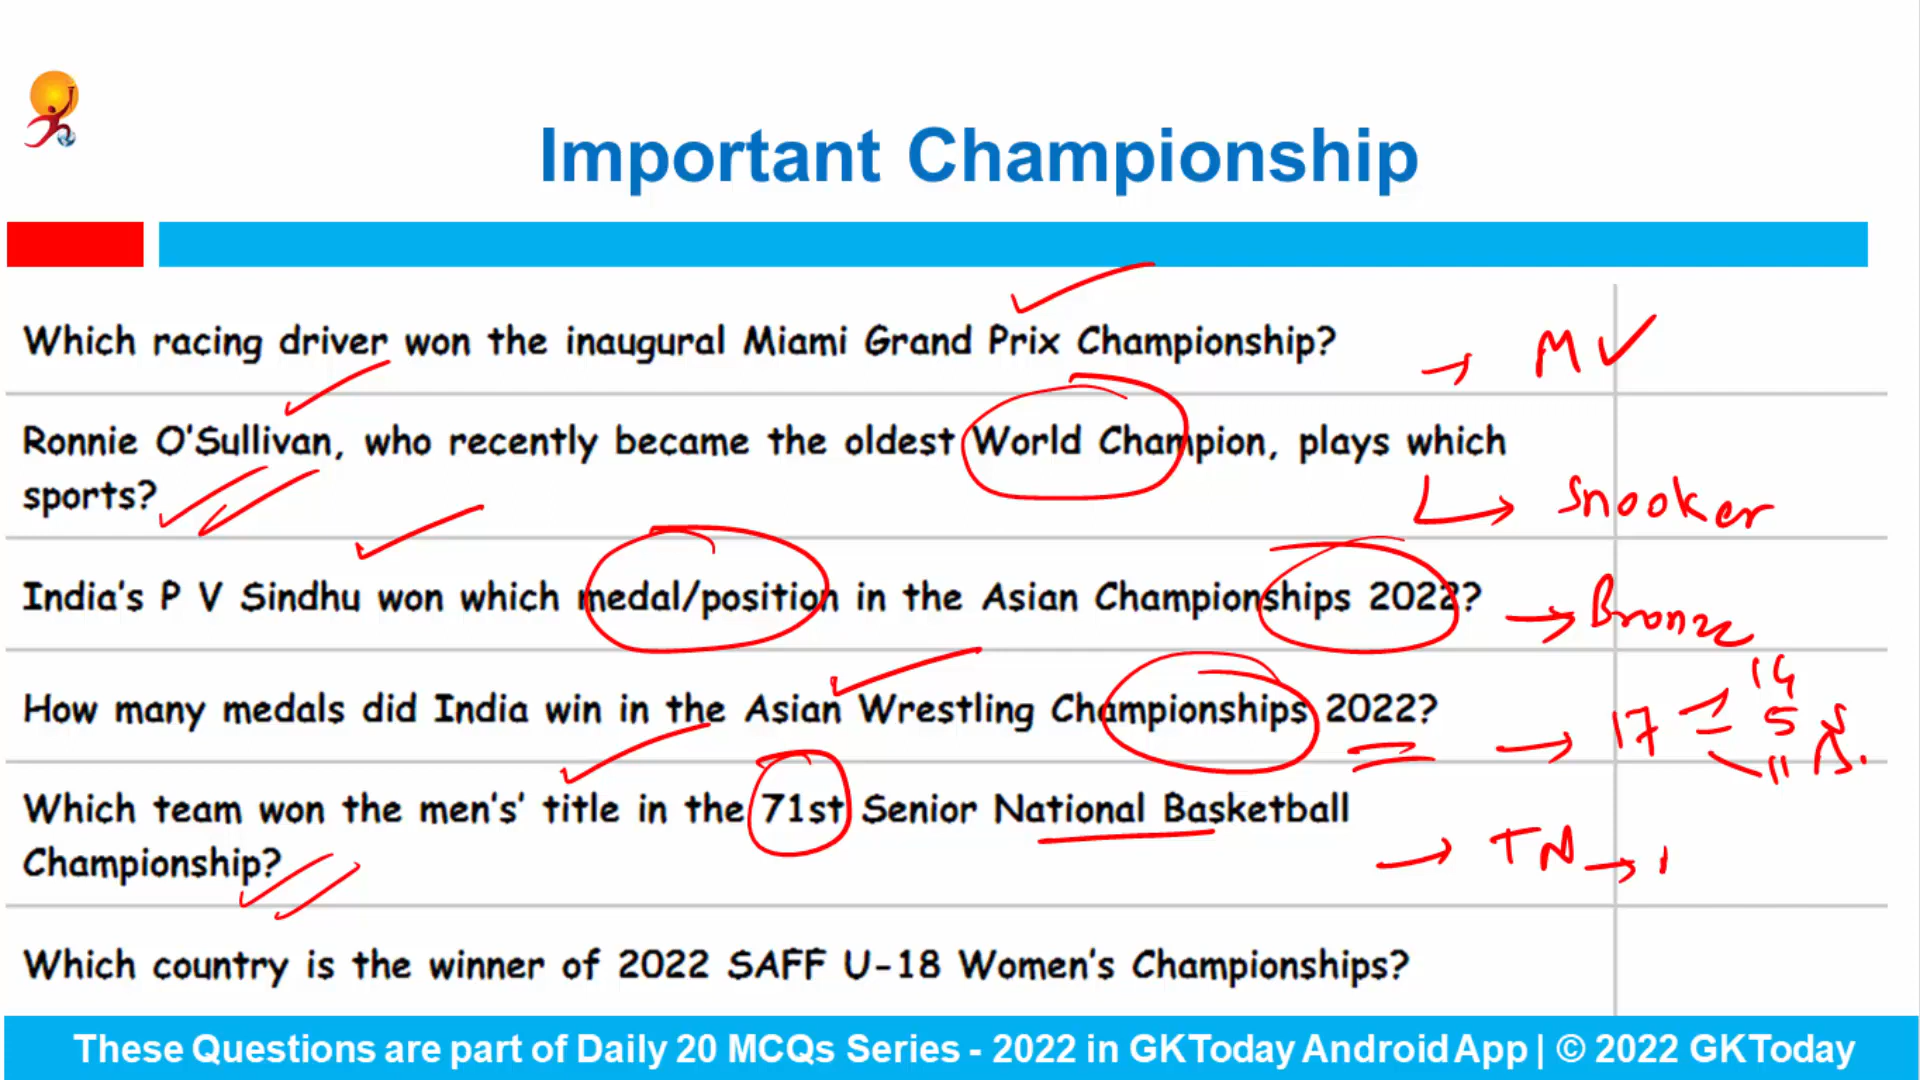 Important Championship
Which racing driver won the inaugural Miami Grand Prix Championship?
→ M V
Ronnie O'Sullivan, who recently became the oldest World Champion, plays which
sports?
→ Snooker
India's P V Sindhu won which medal/position in the Asian Championships 2022?
→ Bronze
How many medals did India win in the Asian Wrestling Championships 2022?
→ 17
5 S
11
Which team won the men's' title in the 71st Senior National Basketball
Championship?
→ TN →
Which country is the winner of 2022 SAFF U-18 Women's Championships?
These Questions are part of Daily 20 MCQs Series - 2022 in GKToday Android App | © 2022 GKToday